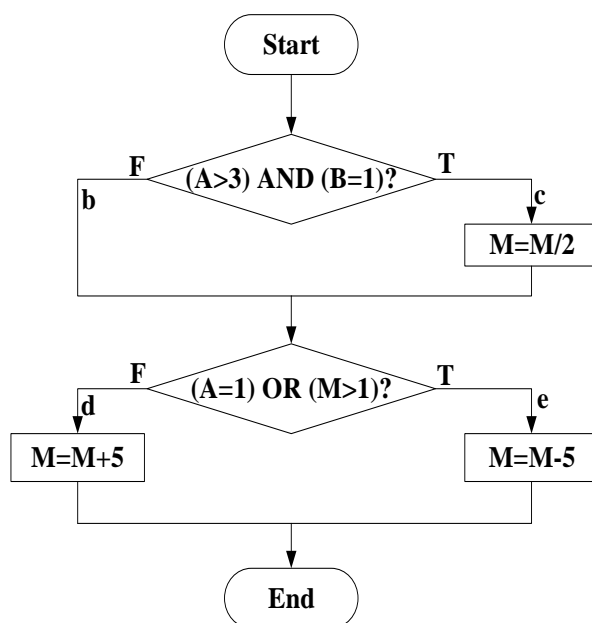 Start
F
(A>3) AND (B=1)?
T
b
c
M=M/2
F
(A=1) OR (M>1)?
T
d
e
M=M+5
M=M-5
End